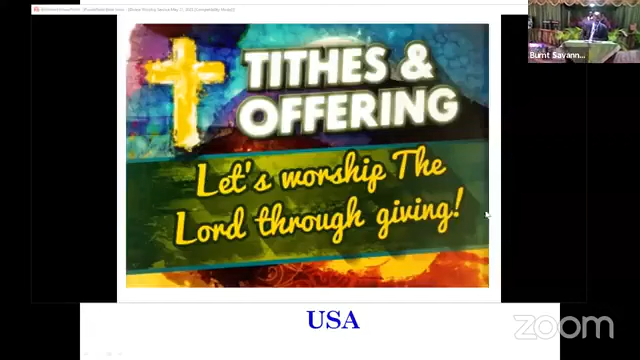 Burnt Savann...
TITHES &
OFFERING
Let's worship The
Lord through giving!
USA
zoom